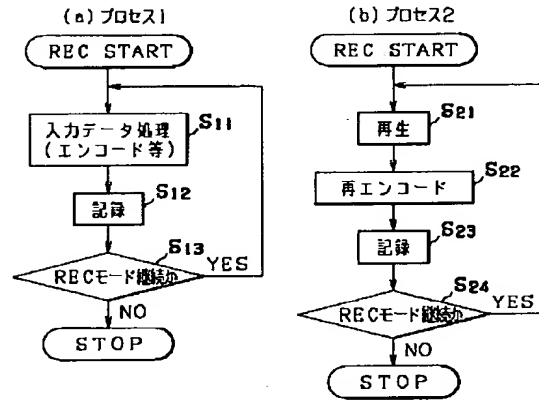 (a) プロセス1
REC START
入力データ処理
(エンコード等)
S11
記録
S12
RECモード継続か
S13
YES
NO
STOP
(b) プロセス2
REC START
再生
S21
再エンコード
S22
記録
S23
RECモード継続か
S24
YES
NO
STOP